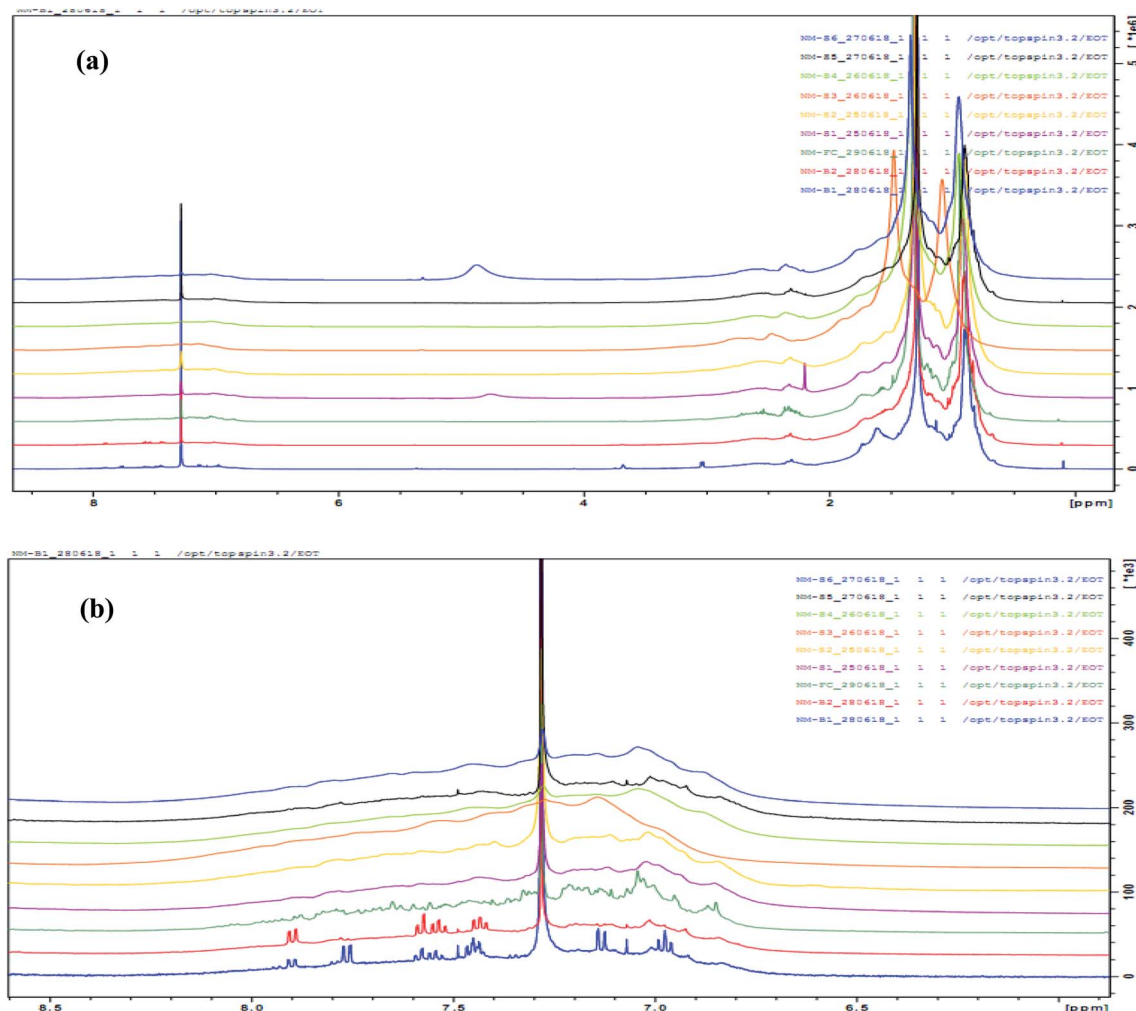 NM-B1_280618_1 1 1 /opt/topspin3.2/EOT
(a)
[ *1e6]
NM-S6_270618_1 1 1 /opt/topspin3.2/EOT
NM-S5_270618_1 1 1 /opt/topspin3.2/EOT
NM-S4_260618_1 1 1 /opt/topspin3.2/EOT
NM-S3_260618_1 1 1 /opt/topspin3.2/EOT
NM-S2_250618_1 1 1 /opt/topspin3.2/EOT
NM-S1_250618_1 1 1 /opt/topspin3.2/EOT
NM-FC_290618_1 1 1 /opt/topspin3.2/EOT
NM-B2_280618_1 1 1 /opt/topspin3.2/EOT
NM-B1_280618_1 1 1 /opt/topspin3.2/EOT
5
4
3
2
1
0
8 6 4 2 [ppm]
NM-B1_280618_1 1 1 /opt/topspin3.2/EOT
(b)
[ *1e3]
NM-S6_270618_1 1 1 /opt/topspin3.2/EOT
NM-S5_270618_1 1 1 /opt/topspin3.2/EOT
NM-S4_260618_1 1 1 /opt/topspin3.2/EOT
NM-S3_260618_1 1 1 /opt/topspin3.2/EOT
NM-S2_250618_1 1 1 /opt/topspin3.2/EOT
NM-S1_250618_1 1 1 /opt/topspin3.2/EOT
NM-FC_290618_1 1 1 /opt/topspin3.2/EOT
NM-B2_280618_1 1 1 /opt/topspin3.2/EOT
NM-B1_280618_1 1 1 /opt/topspin3.2/EOT
400
300
200
100
0
8.5 8.0 7.5 7.0 6.5 [ppm]